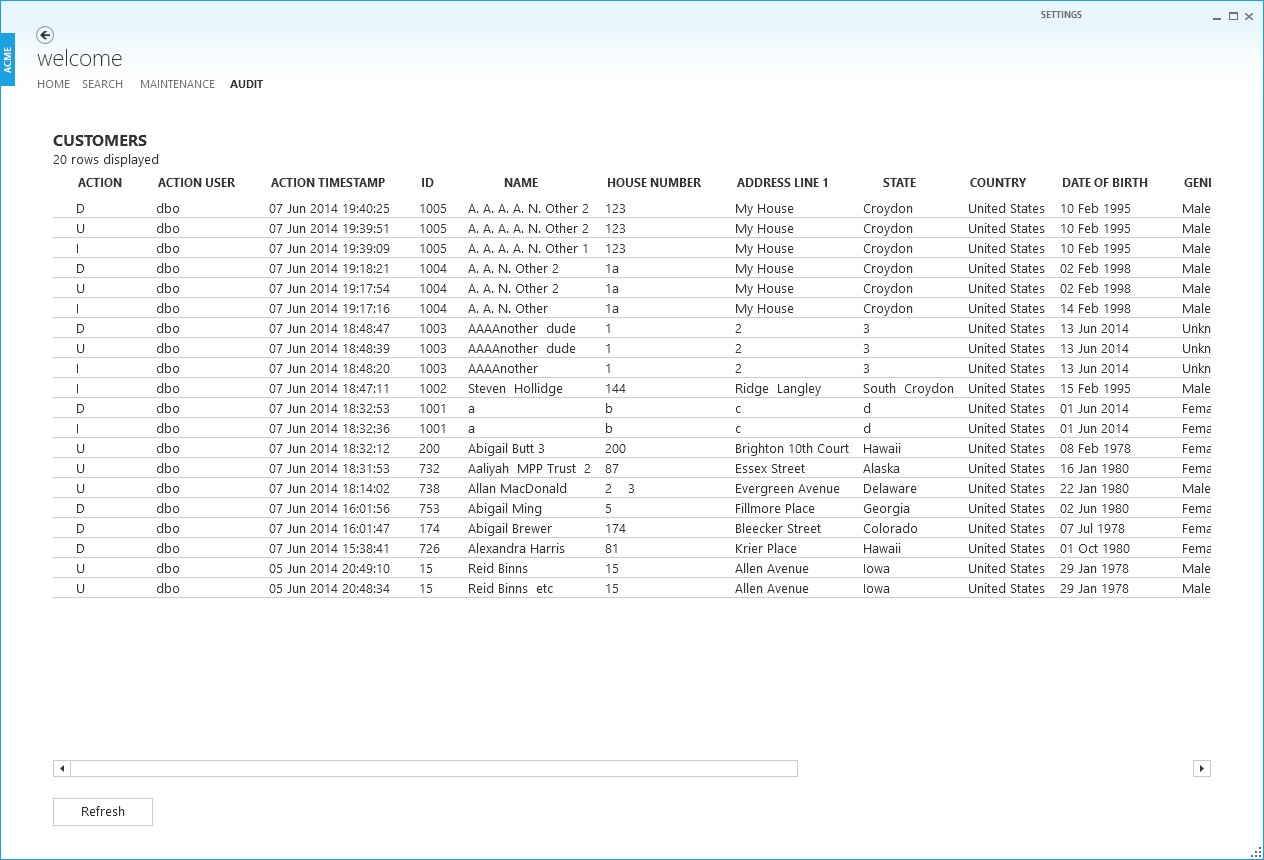 SETTINGS
ACME
welcome
HOME SEARCH MAINTENANCE AUDIT
CUSTOMERS
20 rows displayed
ACTION ACTION USER ACTION TIMESTAMP ID NAME HOUSE NUMBER ADDRESS LINE 1 STATE COUNTRY DATE OF BIRTH GENI
D dbo 07 Jun 2014 19:40:25 1005 A. A. A. A. N. Other 2 123 My House Croydon United States 10 Feb 1995 Male
U dbo 07 Jun 2014 19:39:51 1005 A. A. A. A. N. Other 2 123 My House Croydon United States 10 Feb 1995 Male
I dbo 07 Jun 2014 19:39:09 1005 A. A. A. A. N. Other 1 123 My House Croydon United States 10 Feb 1995 Male
D dbo 07 Jun 2014 19:18:21 1004 A. A. N. Other 2 1a My House Croydon United States 02 Feb 1998 Male
U dbo 07 Jun 2014 19:17:54 1004 A. A. N. Other 2 1a My House Croydon United States 02 Feb 1998 Male
I dbo 07 Jun 2014 19:17:16 1004 A. A. N. Other 1a My House Croydon United States 14 Feb 1998 Male
D dbo 07 Jun 2014 18:48:47 1003 AAAAnother dude 1 2 3 United States 13 Jun 2014 Unkn
U dbo 07 Jun 2014 18:48:39 1003 AAAAnother dude 1 2 3 United States 13 Jun 2014 Unkn
I dbo 07 Jun 2014 18:48:20 1003 AAAAnother 1 2 3 United States 13 Jun 2014 Unkn
I dbo 07 Jun 2014 18:47:11 1002 Steven Hollidge 144 Ridge Langley South Croydon United States 15 Feb 1995 Male
D dbo 07 Jun 2014 18:32:53 1001 a b c d United States 01 Jun 2014 Fema
I dbo 07 Jun 2014 18:32:36 1001 a b c d United States 01 Jun 2014 Fema
U dbo 07 Jun 2014 18:32:12 200 Abigail Butt 3 200 Brighton 10th Court Hawaii United States 08 Feb 1978 Fema
U dbo 07 Jun 2014 18:31:53 732 Aaliyah MPP Trust 2 87 Essex Street Alaska United States 16 Jan 1980 Fema
U dbo 07 Jun 2014 18:14:02 738 Allan MacDonald 2 3 Evergreen Avenue Delaware United States 22 Jan 1980 Male
D dbo 07 Jun 2014 16:01:56 753 Abigail Ming 5 Fillmore Place Georgia United States 02 Jun 1980 Fema
D dbo 07 Jun 2014 16:01:47 174 Abigail Brewer 174 Bleecker Street Colorado United States 07 Jul 1978 Fema
D dbo 07 Jun 2014 15:38:41 726 Alexandra Harris 81 Krier Place Hawaii United States 01 Oct 1980 Fema
U dbo 05 Jun 2014 20:49:10 15 Reid Binns 15 Allen Avenue Iowa United States 29 Jan 1978 Male
U dbo 05 Jun 2014 20:48:34 15 Reid Binns etc 15 Allen Avenue Iowa United States 29 Jan 1978 Male
Refresh